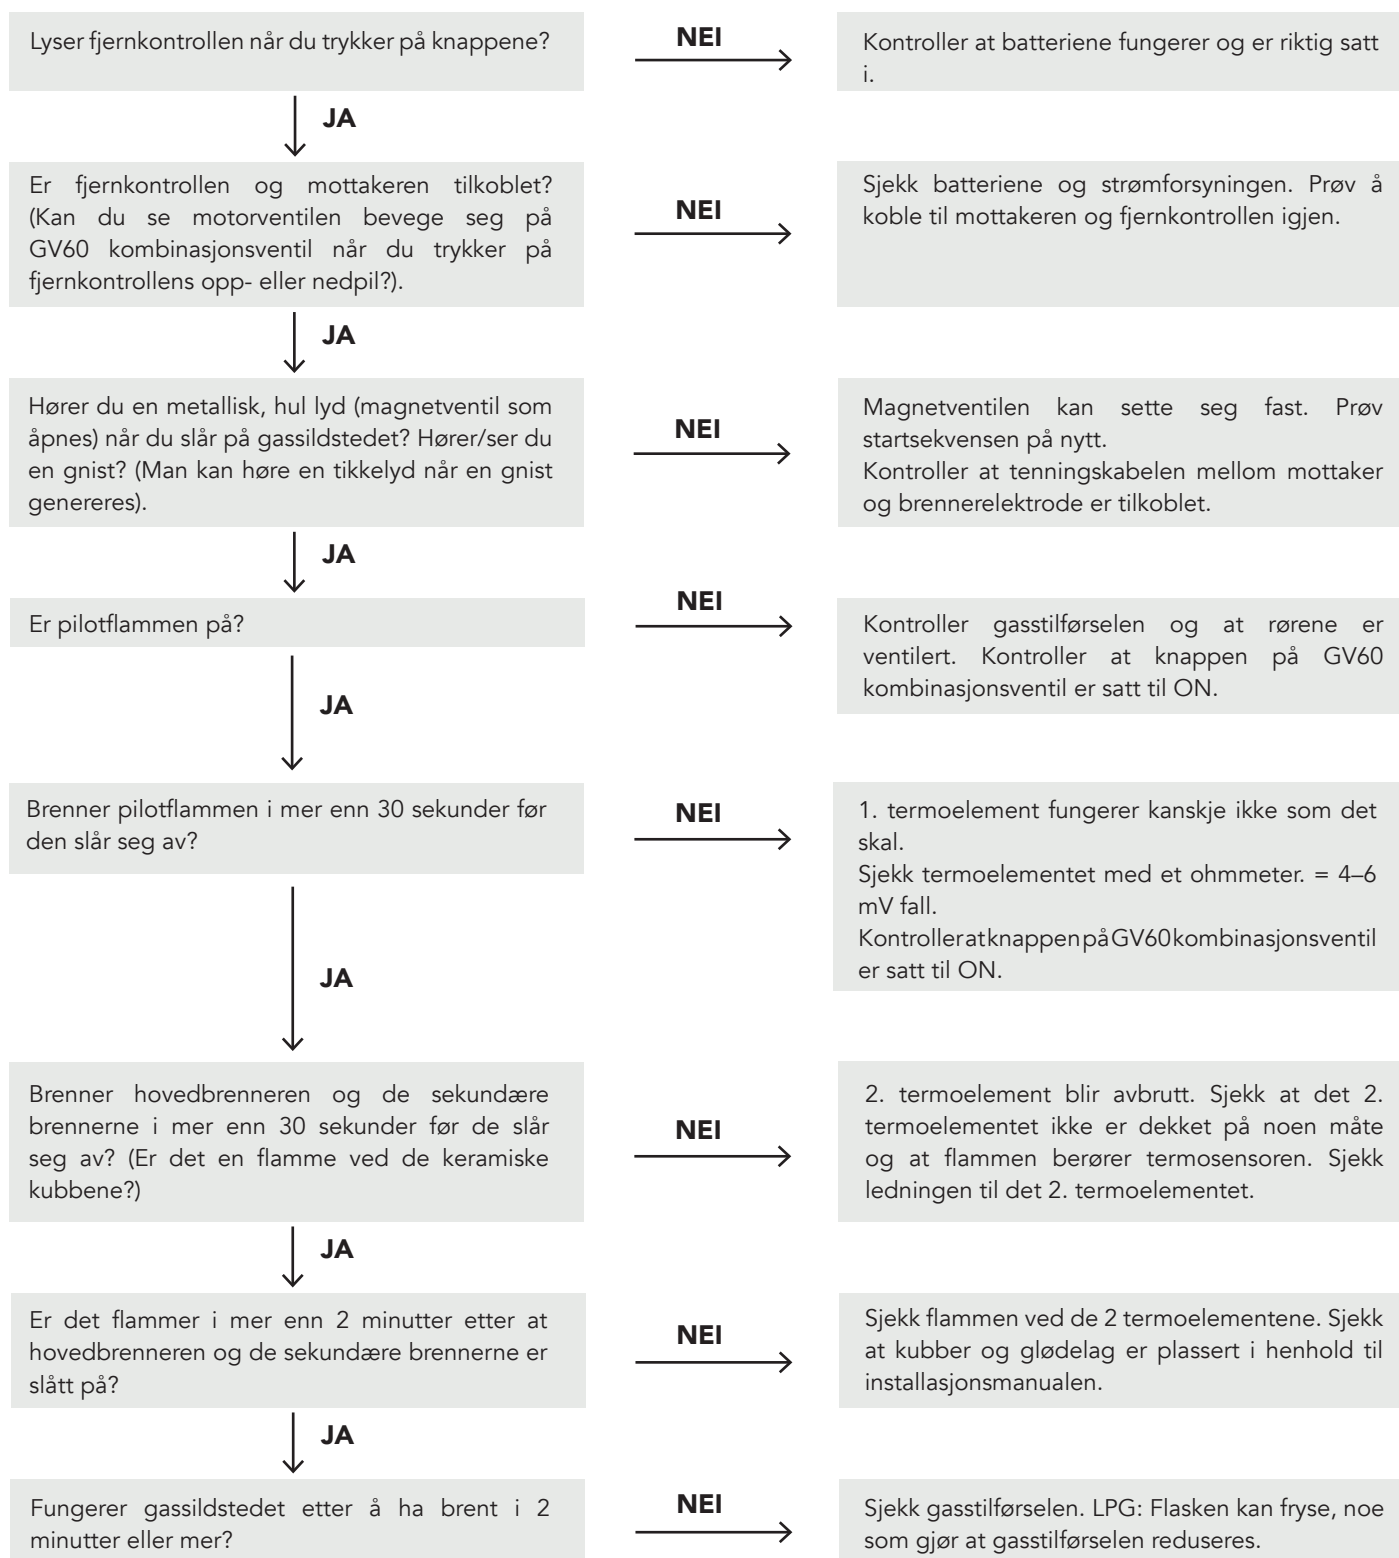 Lyser fjernkontrollen når du trykker på knappene?
NEI
Kontroller at batteriene fungerer og er riktig satt
i.
JA
Er fjernkontrollen og mottakeren tilkoblet?
(Kan du se motorventilen bevege seg på
GV60 kombinasjonsventil når du trykker på
fjernkontrollens opp- eller nedpil?).
NEI
Sjekk batteriene og strømforsyningen. Prøv å
koble til mottakeren og fjernkontrollen igjen.
JA
Hører du en metallisk, hul lyd (magnetventil som
åpnes) når du slår på gassildstedet? Hører/ser du
en gnist? (Man kan høre en tikkelyd når en gnist
genereres).
NEI
Magnetventilen kan sette seg fast. Prøv
startsekvensen på nytt.
Kontroller at tenningskabelen mellom mottaker
og brennerelektrode er tilkoblet.
JA
Er pilotflammen på?
NEI
Kontroller gasstilførselen og at rørene er
ventilert. Kontroller at knappen på GV60
kombinasjonsventil er satt til ON.
JA
Brenner pilotflammen i mer enn 30 sekunder før
den slår seg av?
NEI
1. termoelement fungerer kanskje ikke som det
skal.
Sjekk termoelementet med et ohmmeter. = 4–6
mV fall.
Kontroller at knappen på GV60 kombinasjonsventil
er satt til ON.
JA
Brenner hovedbrenneren og de sekundære
brennerne i mer enn 30 sekunder før de slår
seg av? (Er det en flamme ved de keramiske
kubbene?)
NEI
2. termoelement blir avbrutt. Sjekk at det 2.
termoelementet ikke er dekket på noen måte
og at flammen berører termosensoren. Sjekk
ledningen til det 2. termoelementet.
JA
Er det flammer i mer enn 2 minutter etter at
hovedbrenneren og de sekundære brennerne er
slått på?
NEI
Sjekk flammen ved de 2 termoelementene. Sjekk
at kubber og glødelag er plassert i henhold til
installasjonsmanualen.
JA
Fungerer gassildstedet etter å ha brent i 2
minutter eller mer?
NEI
Sjekk gasstilførselen. LPG: Flasken kan fryse, noe
som gjør at gasstilførselen reduseres.